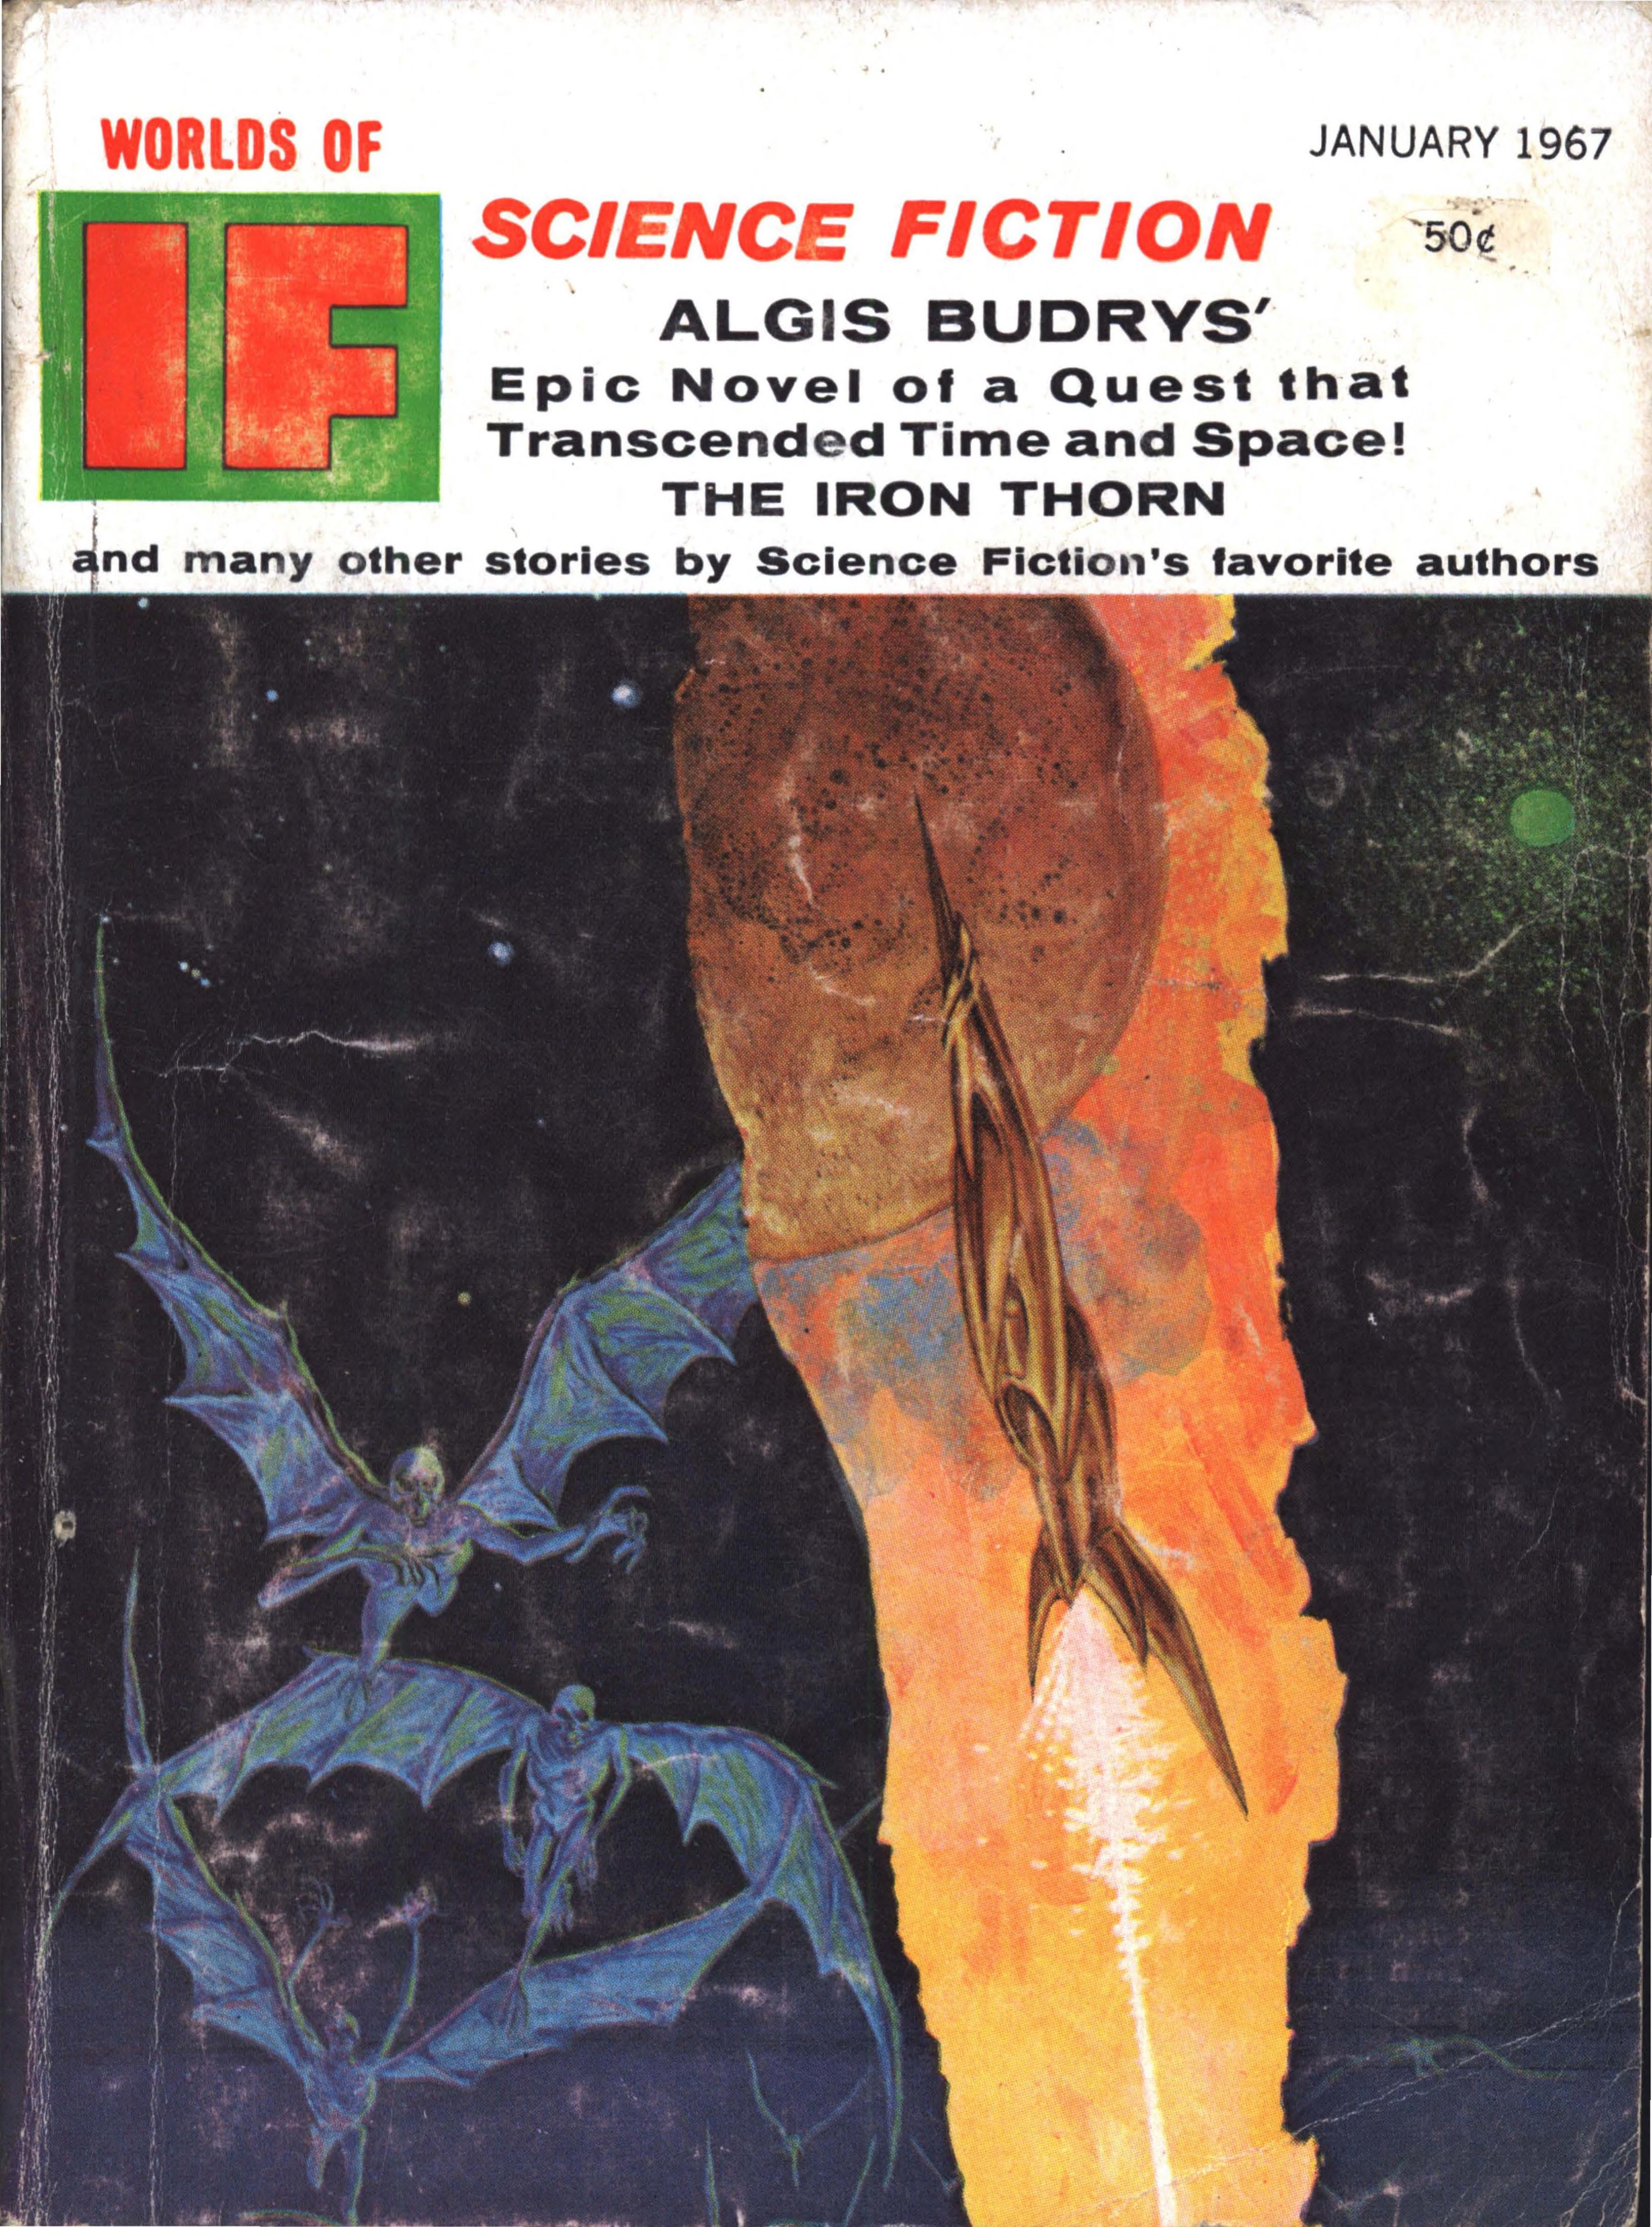 WORLDS OF
JANUARY 1967
IF
SCIENCE FICTION
50¢
ALGIS BUDRYS'
Epic Novel of a Quest that
Transcended Time and Space!
THE IRON THORN
and many other stories by Science Fiction's favorite authors